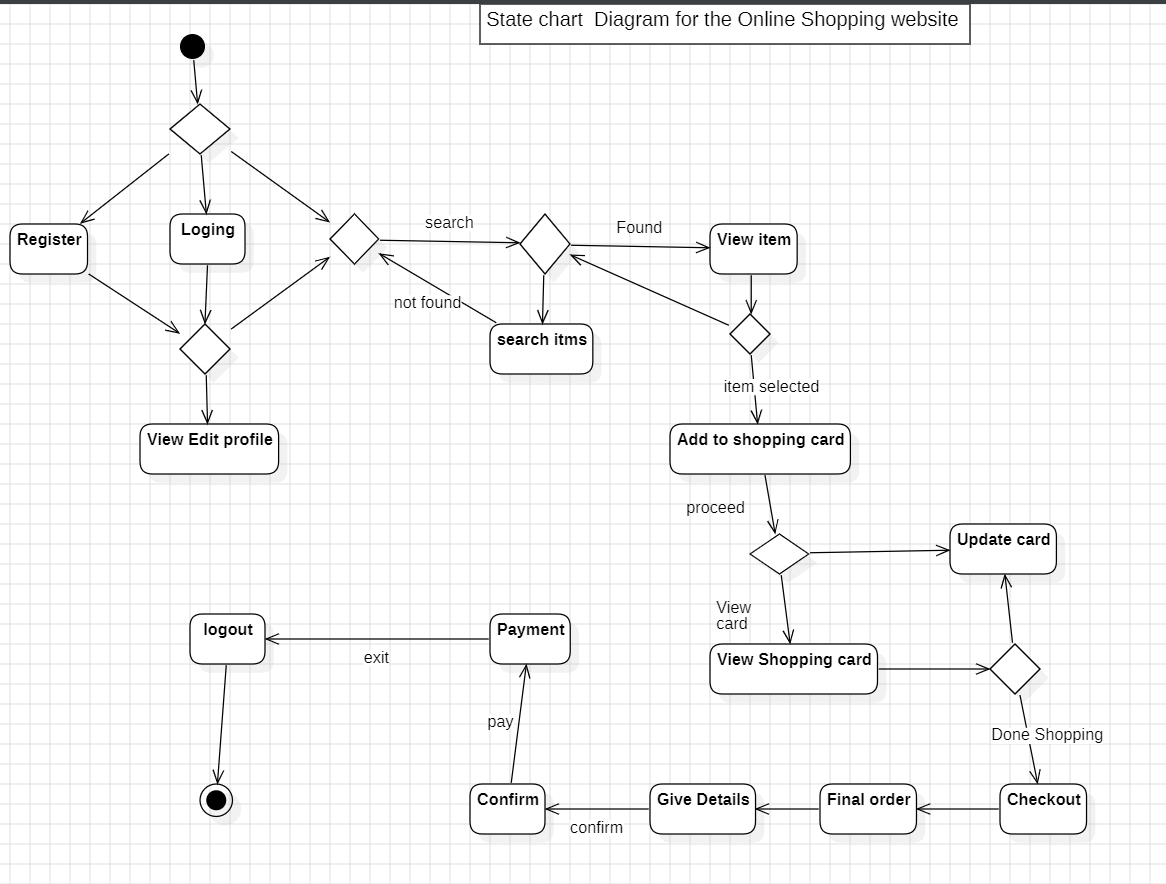 State chart  Diagram for the Online Shopping website
Register
Loging
search
Found
View item
not found
search itms
item selected
View Edit profile
Add to shopping card
proceed
Update card
View
card
logout
Payment
exit
View Shopping card
pay
Done Shopping
Confirm
confirm
Give Details
Final order
Checkout